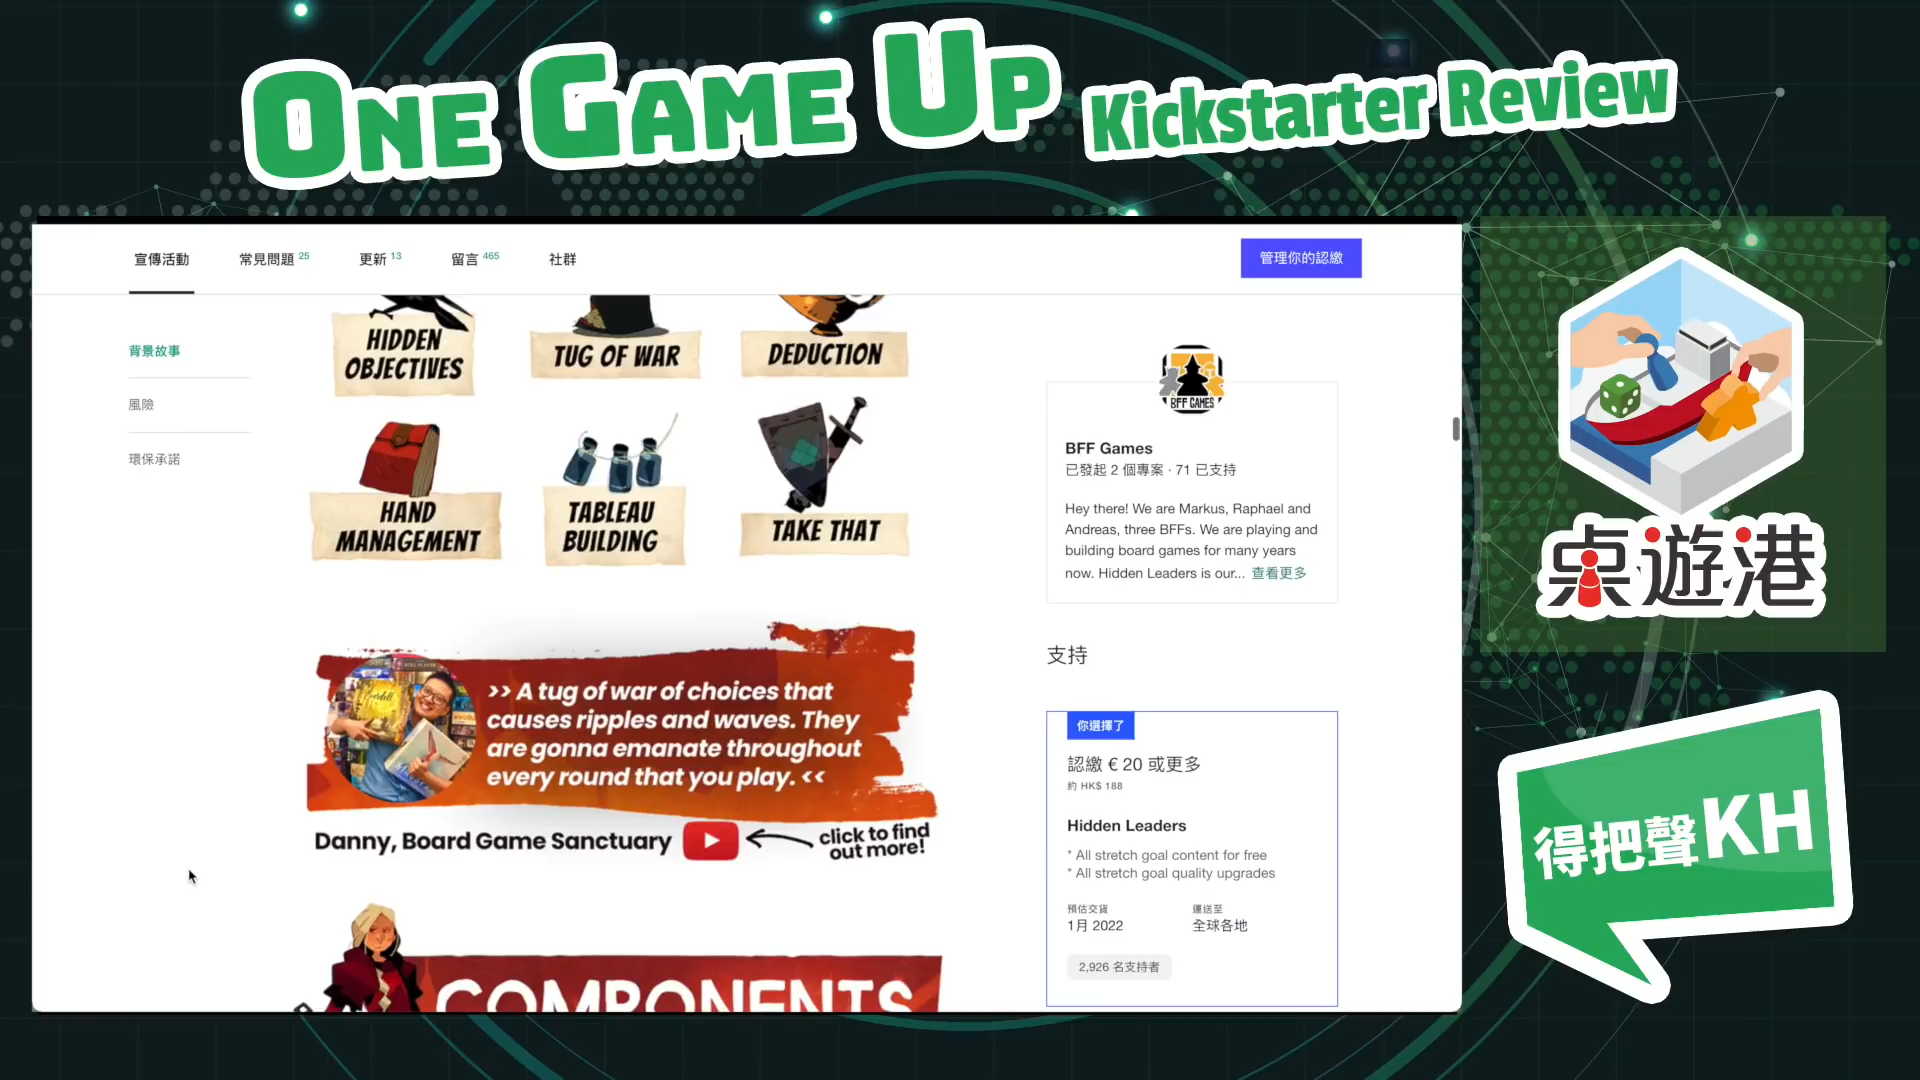 ONE GAME UP Kickstarter Review
宣傳活動
常見問題 25
更新 13
留言 465
社群
管理你的認繳
背景故事
風險
環保承諾
HIDDEN
OBJECTIVES
TUG OF WAR
DEDUCTION
HAND
MANAGEMENT
TABLEAU
BUILDING
TAKE THAT
>> A tug of war of choices that
causes ripples and waves. They
are gonna emanate throughout
every round that you play. <<
Danny, Board Game Sanctuary
click to find
out more!
COMPONENTS
BFF GAMES
BFF Games
已發起 2 個專案 · 71 已支持
Hey there! We are Markus, Raphael and
Andreas, three BFFs. We are playing and
building board games for many years
now. Hidden Leaders is our... 查看更多
支持
你選擇了
認繳 € 20 或更多
約 HK$ 188
Hidden Leaders
* All stretch goal content for free
* All stretch goal quality upgrades
預估交貨
1月 2022
運送至
全球各地
2,926 名支持者
桌遊港
得把聲KH